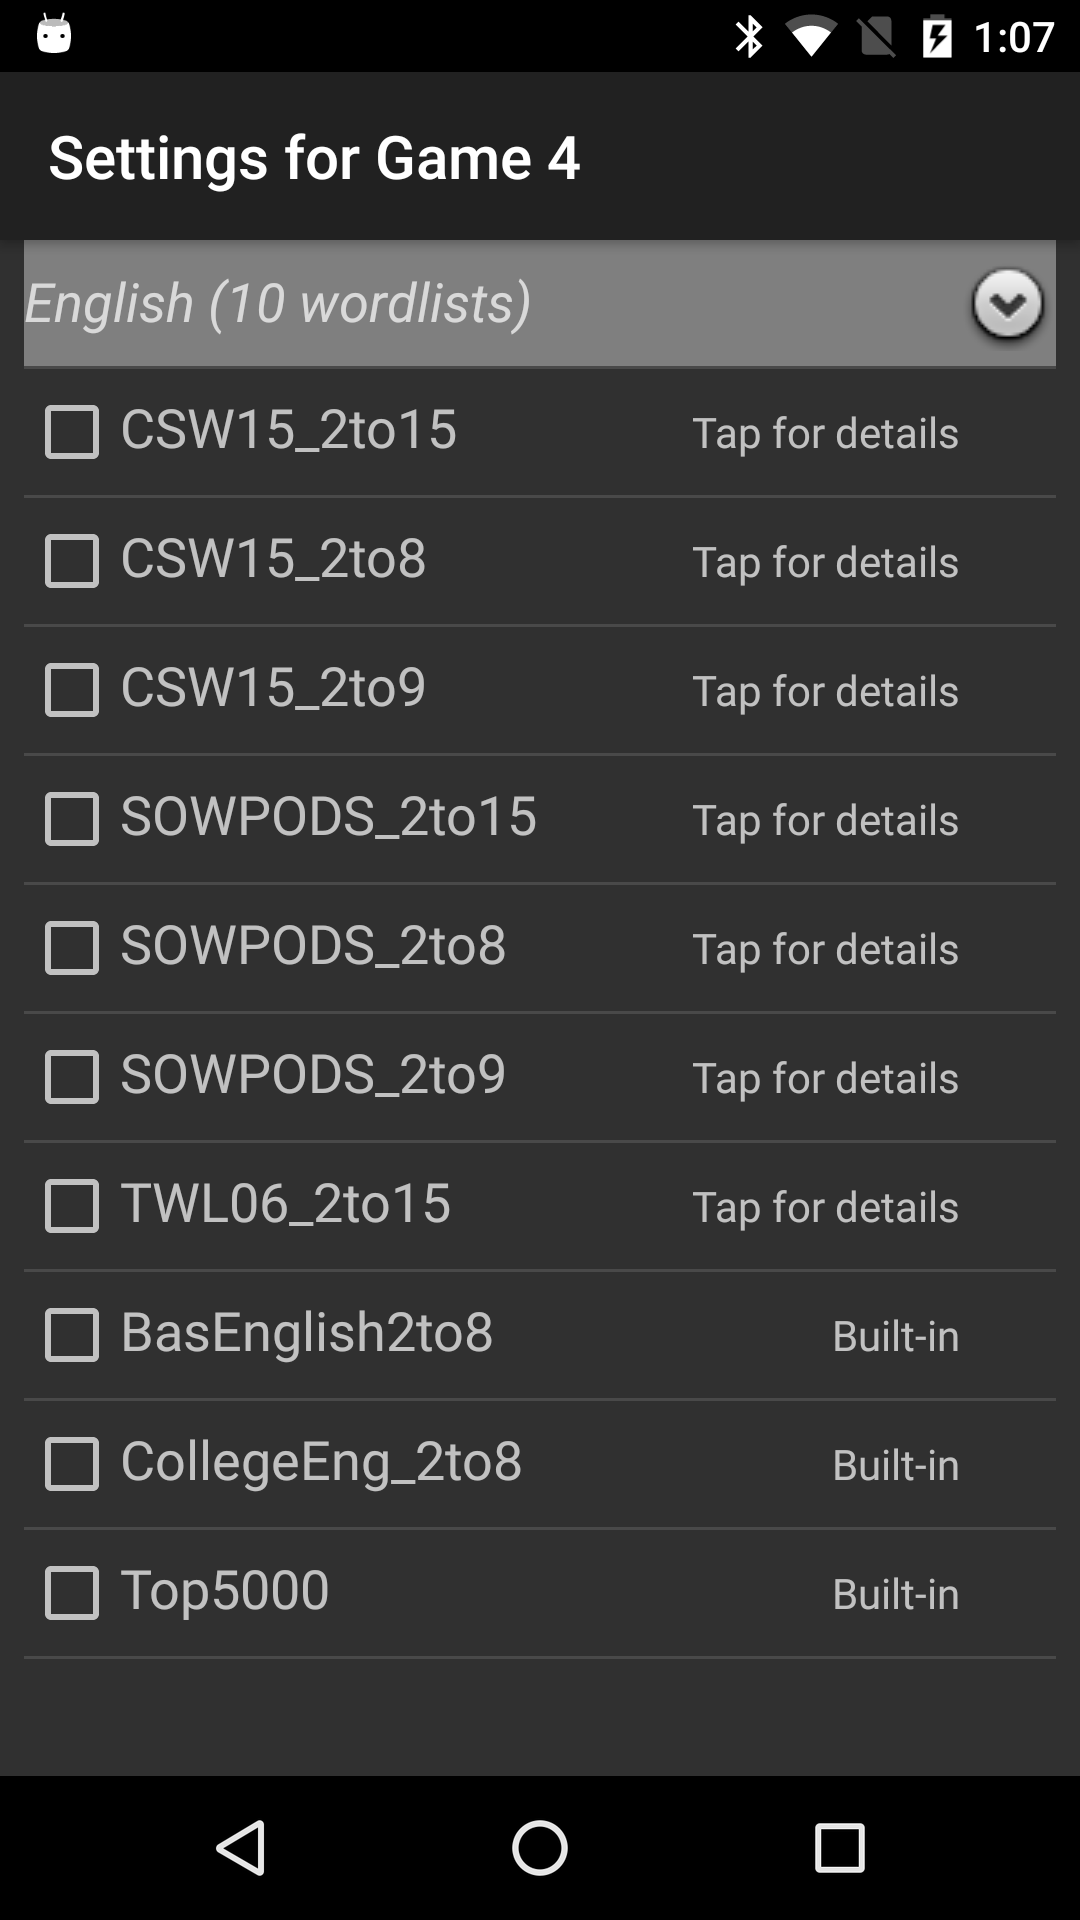 1:07
Settings for Game 4
English (10 wordlists)
CSW15_2to15 Tap for details
CSW15_2to8 Tap for details
CSW15_2to9 Tap for details
SOWPODS_2to15 Tap for details
SOWPODS_2to8 Tap for details
SOWPODS_2to9 Tap for details
TWL06_2to15 Tap for details
BasEnglish2to8 Built-in
CollegeEng_2to8 Built-in
Top5000 Built-in